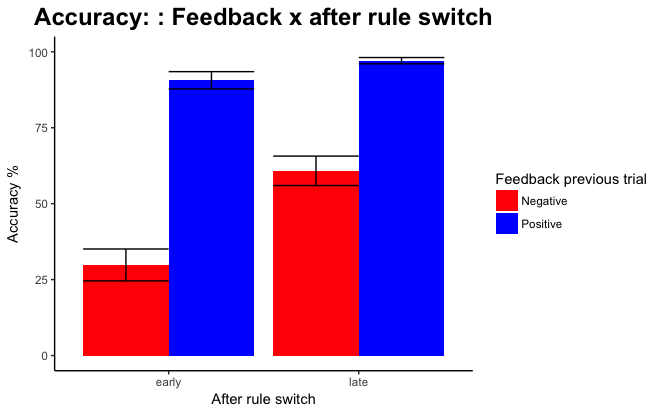 Accuracy: : Feedback x after rule switch
100
75
50
25
0
Accuracy %
early
late
After rule switch
Feedback previous trial
Negative
Positive